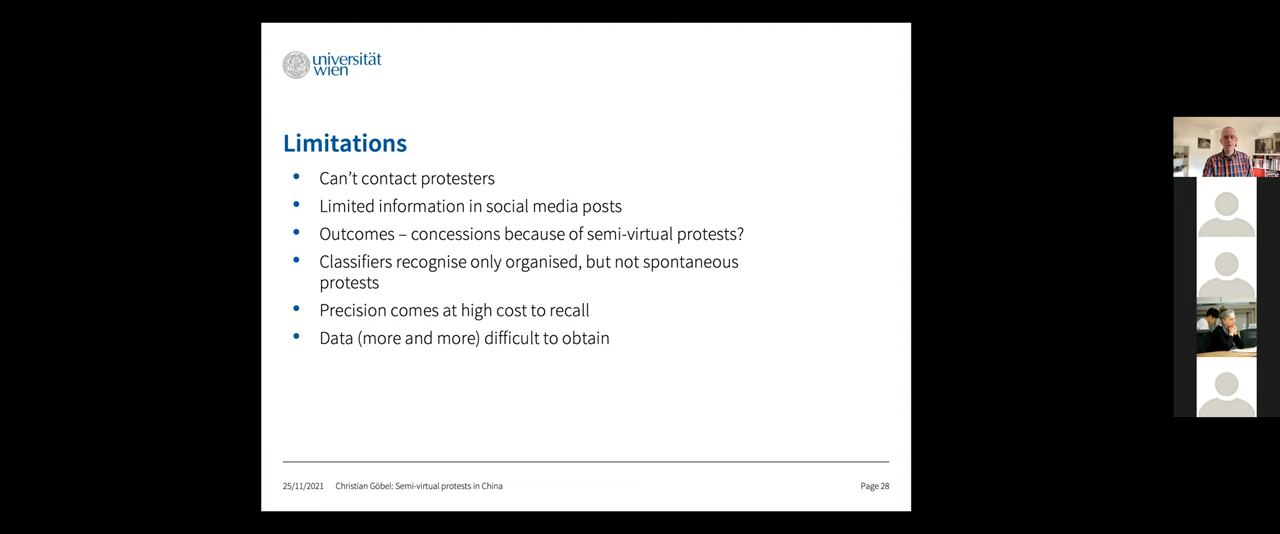 universität
wien
Limitations
• Can’t contact protesters
• Limited information in social media posts
• Outcomes – concessions because of semi-virtual protests?
• Classifiers recognise only organised, but not spontaneous
protests
• Precision comes at high cost to recall
• Data (more and more) difficult to obtain
25/11/2021 Christian Göbel: Semi-virtual protests in China Page 28